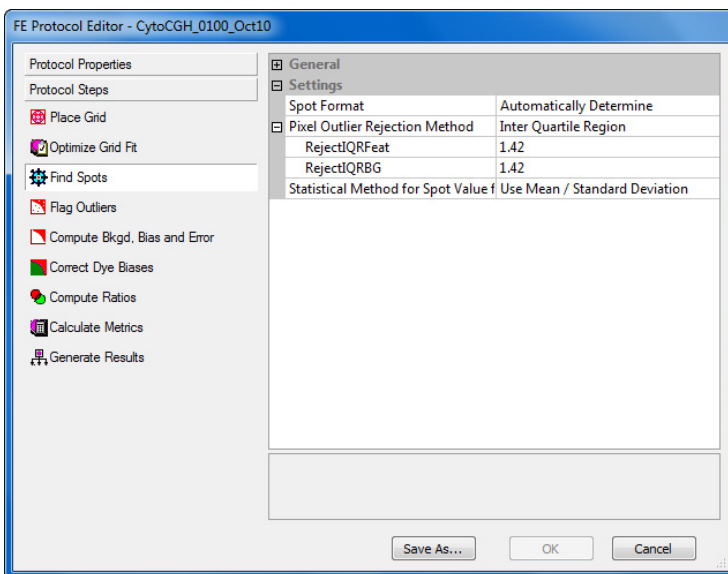 FE Protocol Editor - CytoCGH_0100_Oct10
Protocol Properties
Protocol Steps
Place Grid
Optimize Grid Fit
Find Spots
Flag Outliers
Compute Bkgd, Bias and Error
Correct Dye Biases
Compute Ratios
Calculate Metrics
Generate Results
General
Settings
Spot Format Automatically Determine
Pixel Outlier Rejection Method Inter Quartile Region
RejectIQRFeat 1.42
RejectIQRBG 1.42
Statistical Method for Spot Value f Use Mean / Standard Deviation
Save As... OK Cancel